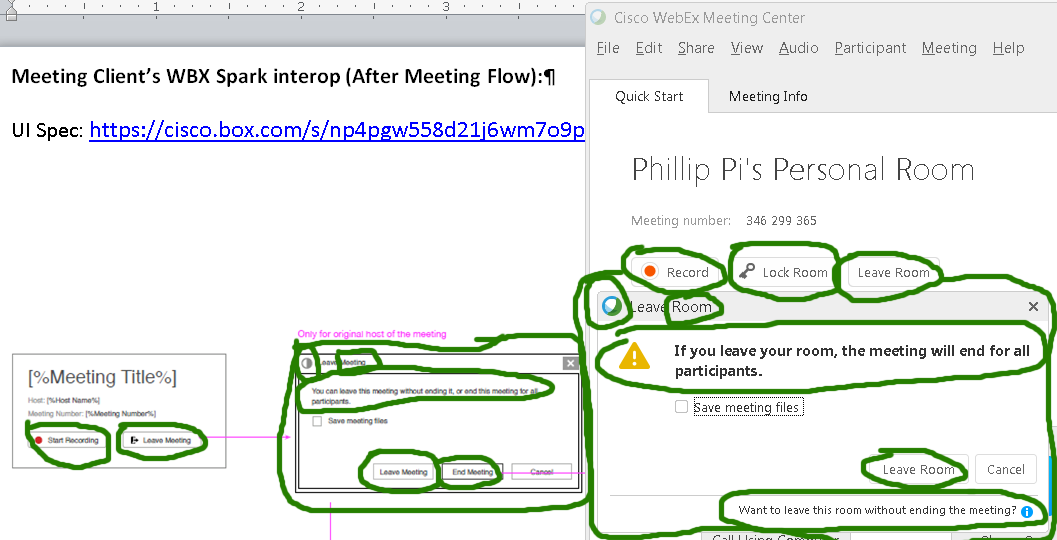 1 2 3
Meeting Client's WBX Spark interop (After Meeting Flow):¶
UI Spec: https://cisco.box.com/s/np4pgw558d21j6wm7o9p
[%Meeting Title%]
Host: [%Host Name%]
Meeting Number: [%Meeting Number%]
Start Recording Leave Meeting
Only for original host of the meeting
Leave Meeting
You can leave this meeting without ending it, or end this meeting for all
participants.
Save meeting files
Leave Meeting End Meeting Cancel
Cisco WebEx Meeting Center
File Edit Share View Audio Participant Meeting Help
Quick Start Meeting Info
Phillip Pi's Personal Room
Meeting number: 346 299 365
Record Lock Room Leave Room
Leave Room
If you leave your room, the meeting will end for all
participants.
Save meeting files
Leave Room Cancel
Want to leave this room without ending the meeting?
Call Using Computer